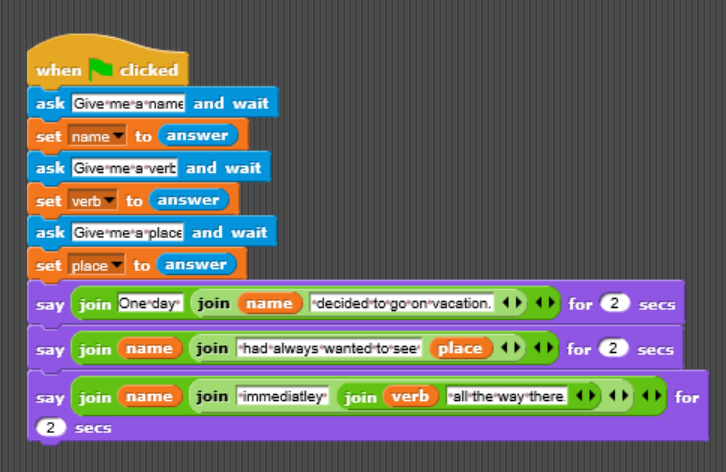 when clicked
ask Give me a name and wait
set name to answer
ask Give me a verb and wait
set verb to answer
ask Give me a place and wait
set place to answer
say join One day join name decided to go on vacation. for 2 secs
say join name join had always wanted to see place for 2 secs
say join name join immediatley join verb all the way there. for
2 secs